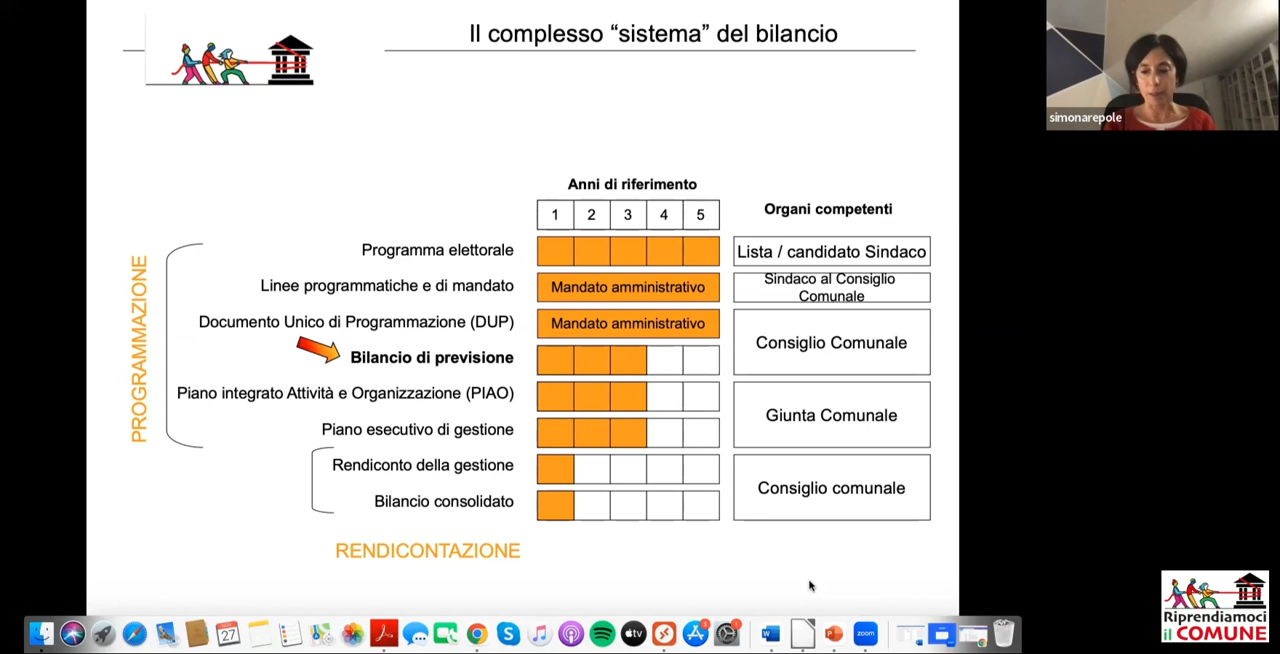 Il complesso “sistema” del bilancio
simonarepole
Anni di riferimento
Organi competenti
1 2 3 4 5
PROGRAMMAZIONE
Programma elettorale
Lista / candidato Sindaco
Linee programmatiche e di mandato
Mandato amministrativo
Sindaco al Consiglio
Comunale
Documento Unico di Programmazione (DUP)
Mandato amministrativo
Consiglio Comunale
Bilancio di previsione
Piano integrato Attività e Organizzazione (PIAO)
Giunta Comunale
Piano esecutivo di gestione
Rendiconto della gestione
Consiglio comunale
Bilancio consolidato
RENDICONTAZIONE
27
tv
zoom
Riprendiamoci
il COMUNE